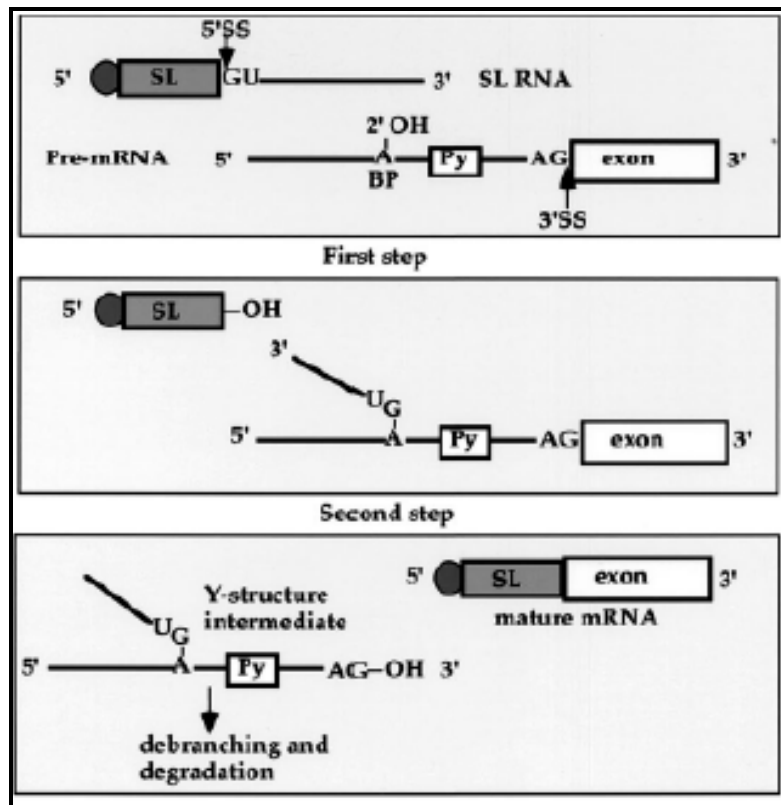 5'SS
5' SL GU 3' SL RNA
2' OH
Pre-mRNA 5' A Py AG exon 3'
BP
3'SS
First step
5' SL -OH
3'
U G
5' A Py AG exon 3'
Second step
5' SL exon 3'
mature mRNA
Y-structure
intermediate
U G
5' A Py AG-OH 3'
debranching and
degradation